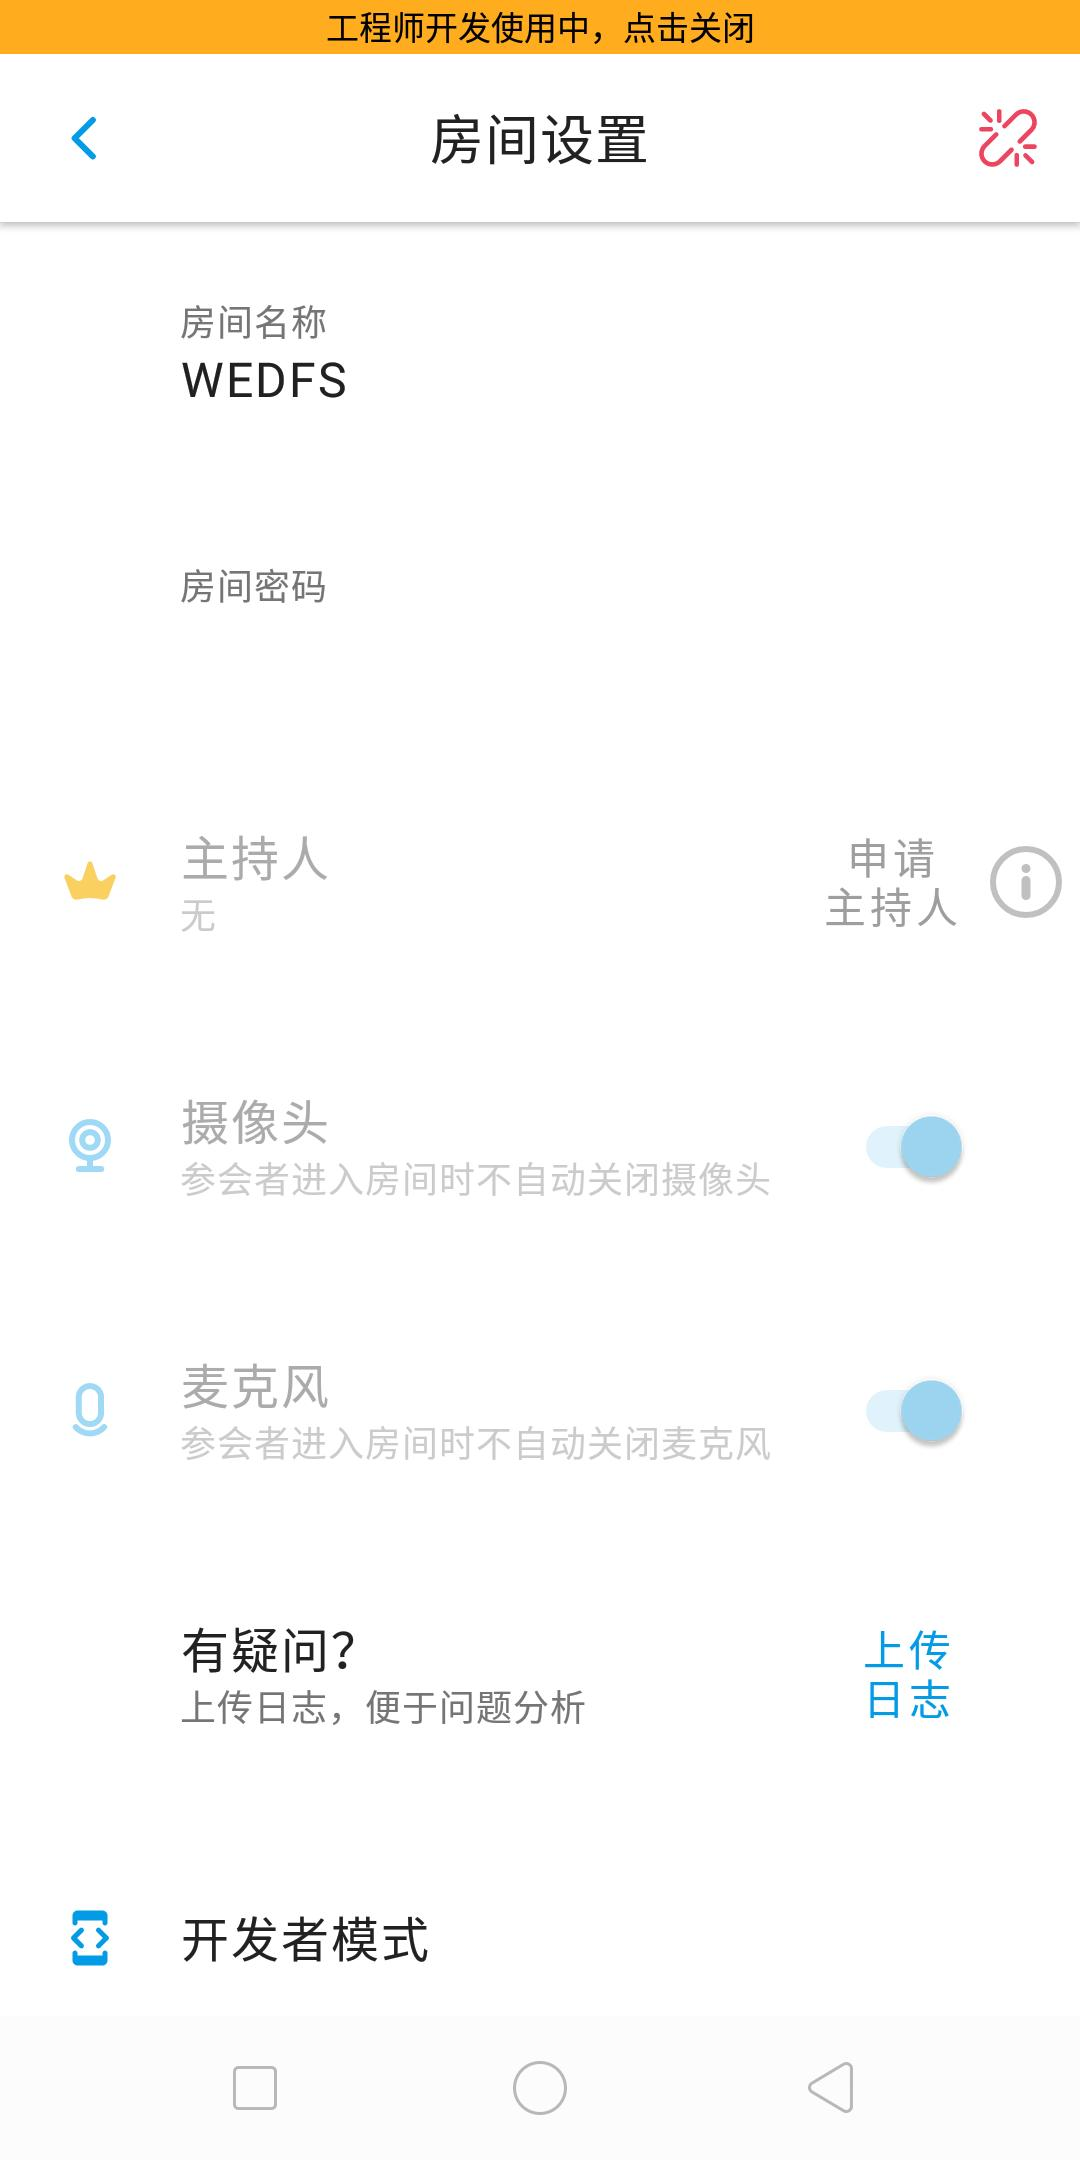 工程师开发使用中，点击关闭
房间设置
房间名称
WEDFS
房间密码
主持人
无
申请
主持人
摄像头
参会者进入房间时不自动关闭摄像头
麦克风
参会者进入房间时不自动关闭麦克风
有疑问？
上传日志，便于问题分析
上传
日志
开发者模式